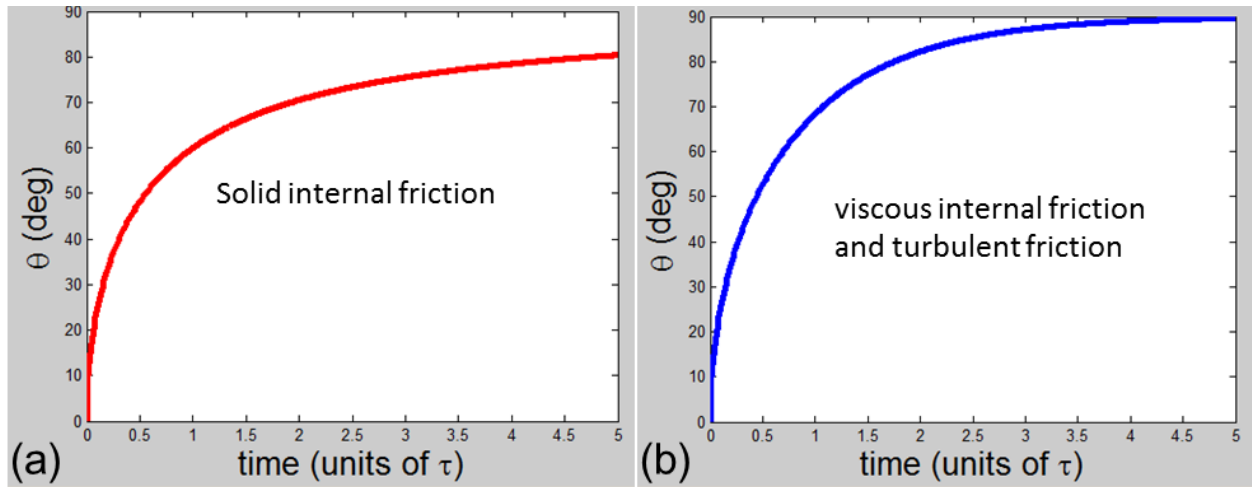 90
80
70
60
50
40
30
20
10
0
θ (deg)
Solid internal friction
0 0.5 1 1.5 2 2.5 3 3.5 4 4.5 5
time (units of τ)
(a)
90
80
70
60
50
40
30
20
10
0
θ (deg)
viscous internal friction
and turbulent friction
0 0.5 1 1.5 2 2.5 3 3.5 4 4.5 5
time (units of τ)
(b)